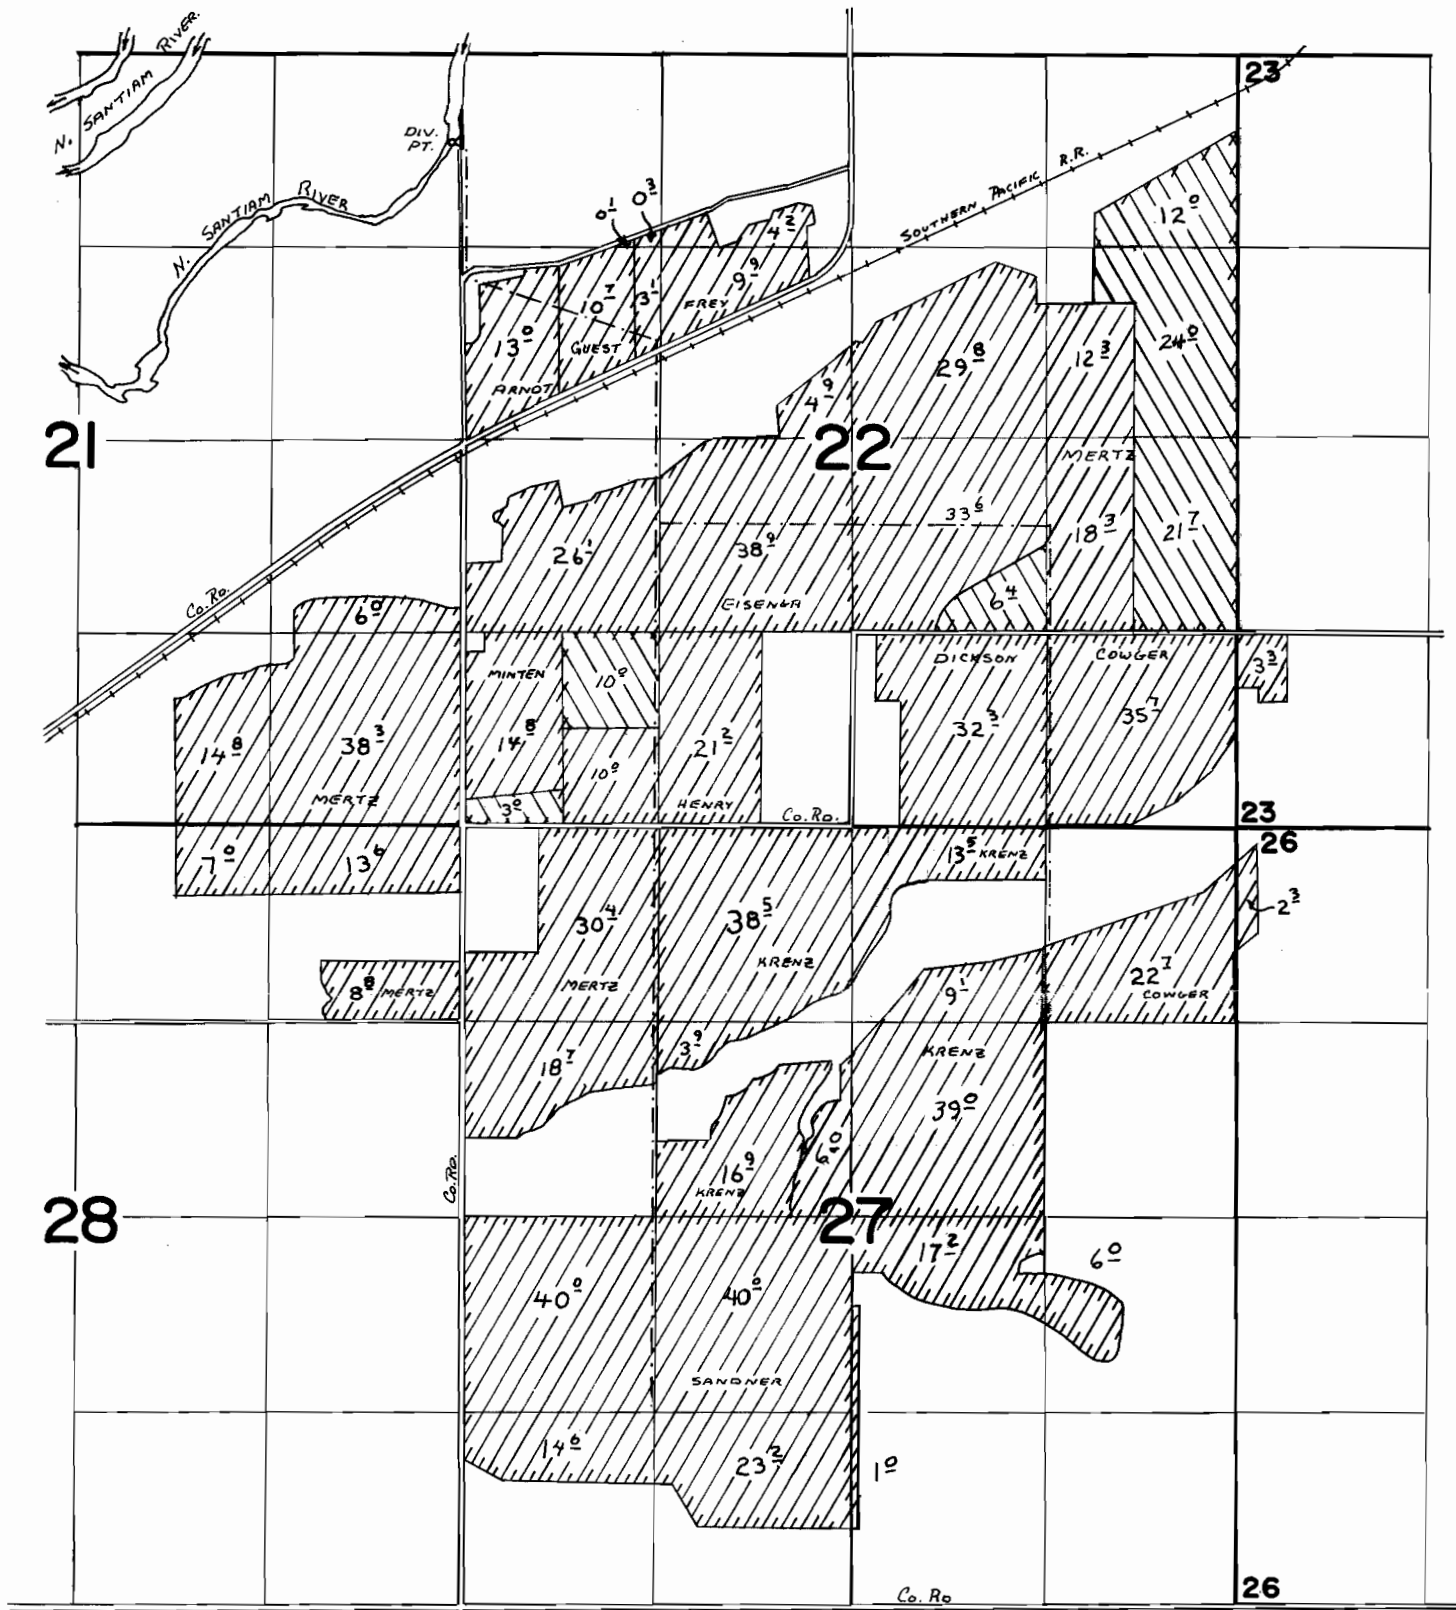 RIVER.
N. SANTIAM
23
DIV.
PT.
SOUTHERN PACIFIC R.R.
N. SANTIAM RIVER
0 1
0 3
4 2
12 0
10 7
3 1
9 9
FREY
13 0
GUEST
ARNOT
29 8
12 3
24 0
4 9
21
22
MERTZ
33 6
18 3
21 7
26 1
38 9
EISENGA
6 4
Co. Rd.
6 0
MINTEN
10 0
DICKSON
COWGER
3 3
14 8
38 3
14 8
10 0
21 2
32 3
35 7
MERTZ
3 0
HENRY
Co. Rd.
23
26
7 0
13 6
13 5 KRENZ
30 4
38 5
2 3
MERTZ
KRENZ
22 7
COWGER
8 8 MERTZ
9 1
3 9
18 7
KRENZ
39 0
Co. Rd.
16 9
KRENZ
6 0
28
27
17 2
6 0
40 0
40 0
SANDNER
14 6
23 2
1 0
26
Co. Rd